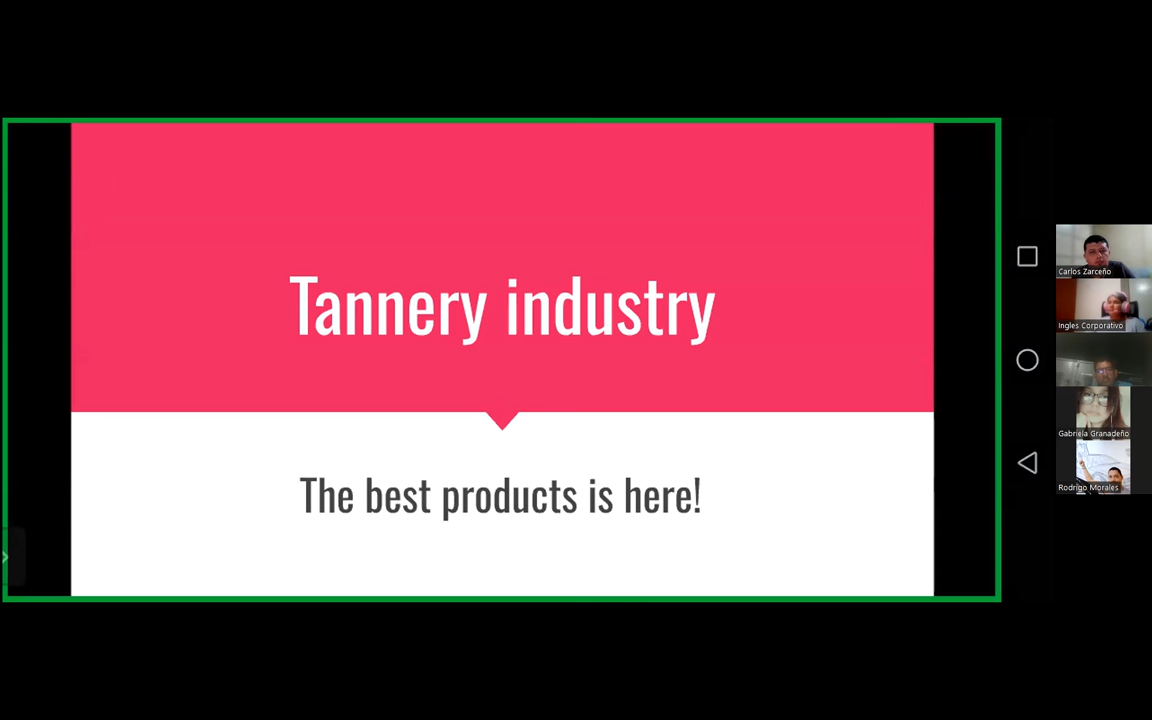 Tannery industry
The best products is here!
Carlos Zarceño
Ingles Corporativo
Gabriela Granadeño
Rodrigo Morales